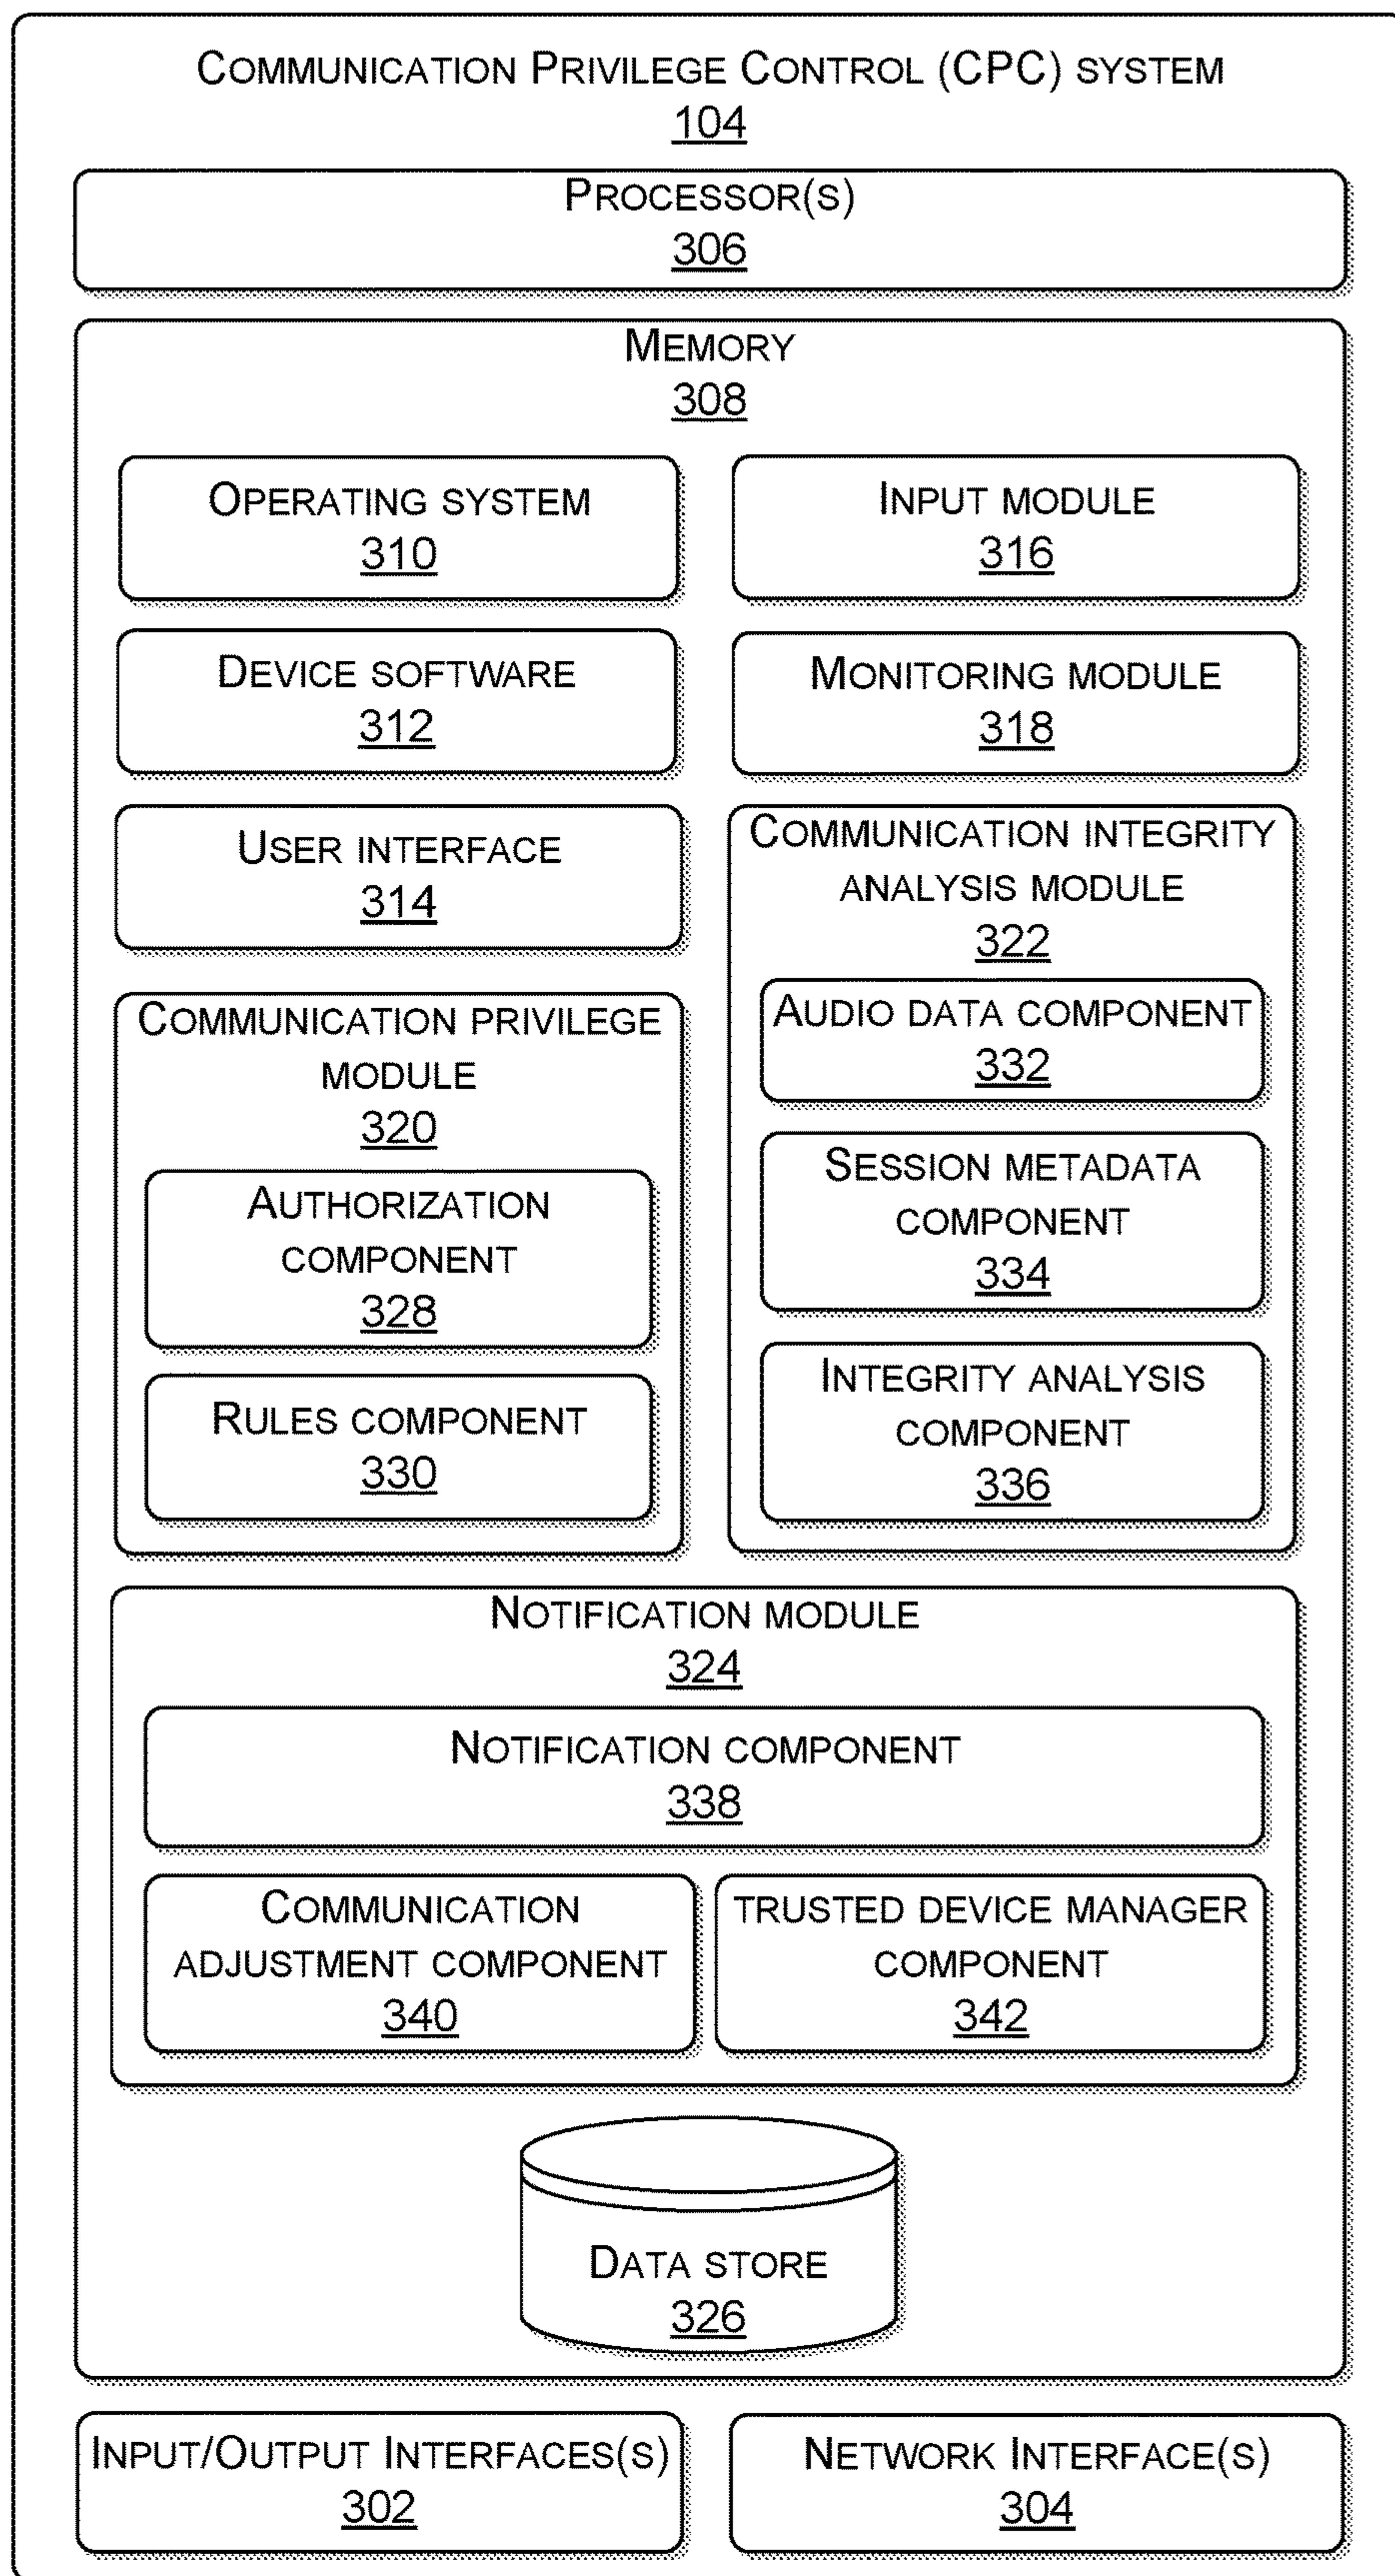 COMMUNICATION PRIVILEGE CONTROL (CPC) SYSTEM
104
PROCESSOR(S)
306
MEMORY
308
OPERATING SYSTEM
310
DEVICE SOFTWARE
312
USER INTERFACE
314
COMMUNICATION PRIVILEGE
MODULE
320
AUTHORIZATION
COMPONENT
328
RULES COMPONENT
330
INPUT MODULE
316
MONITORING MODULE
318
COMMUNICATION INTEGRITY
ANALYSIS MODULE
322
AUDIO DATA COMPONENT
332
SESSION METADATA
COMPONENT
334
INTEGRITY ANALYSIS
COMPONENT
336
NOTIFICATION MODULE
324
NOTIFICATION COMPONENT
338
COMMUNICATION
ADJUSTMENT COMPONENT
340
TRUSTED DEVICE MANAGER
COMPONENT
342
DATA STORE
326
INPUT/OUTPUT INTERFACES(S)
302
NETWORK INTERFACE(S)
304